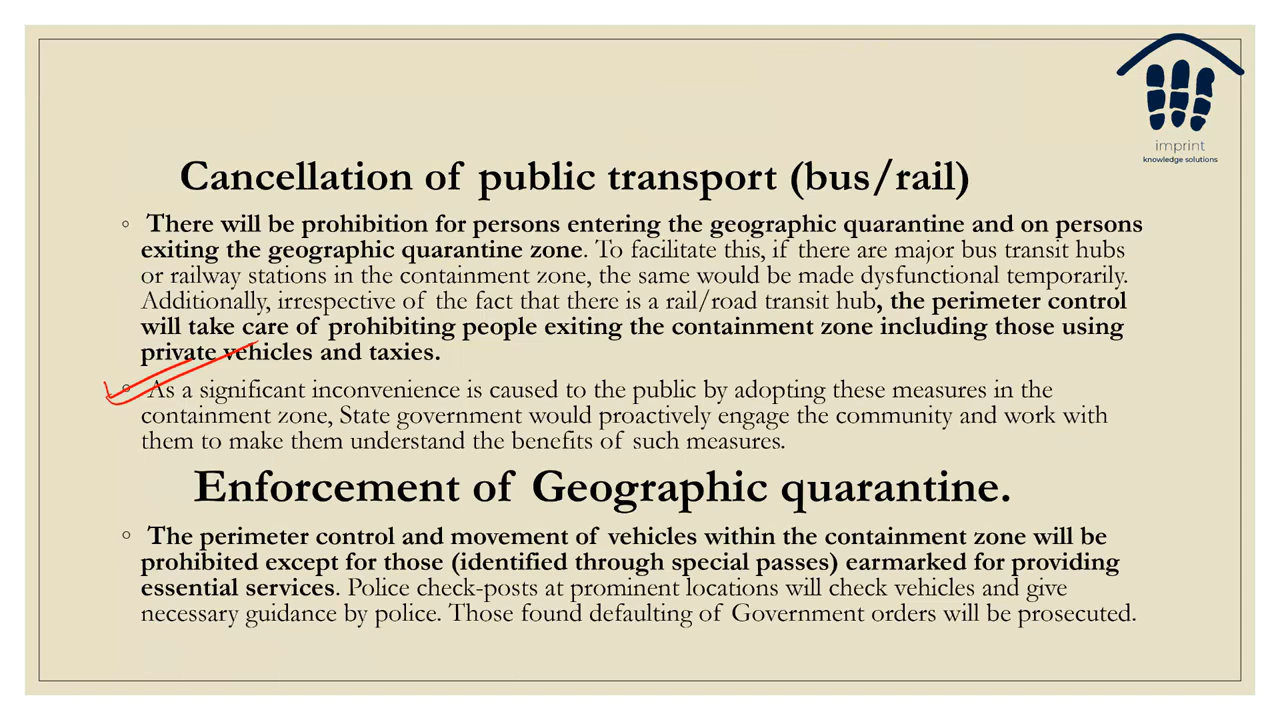 imprint
knowledge solutions
Cancellation of public transport (bus/rail)
◦ There will be prohibition for persons entering the geographic quarantine and on persons
exiting the geographic quarantine zone. To facilitate this, if there are major bus transit hubs
or railway stations in the containment zone, the same would be made dysfunctional temporarily.
Additionally, irrespective of the fact that there is a rail/road transit hub, the perimeter control
will take care of prohibiting people exiting the containment zone including those using
private vehicles and taxies.
◦ As a significant inconvenience is caused to the public by adopting these measures in the
containment zone, State government would proactively engage the community and work with
them to make them understand the benefits of such measures.
Enforcement of Geographic quarantine.
◦ The perimeter control and movement of vehicles within the containment zone will be
prohibited except for those (identified through special passes) earmarked for providing
essential services. Police check-posts at prominent locations will check vehicles and give
necessary guidance by police. Those found defaulting of Government orders will be prosecuted.